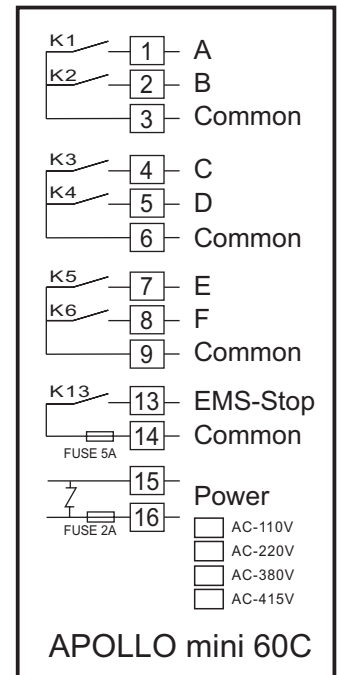 K1 1 A
K2 2 B
3 Common
K3 4 C
K4 5 D
6 Common
K5 7 E
K6 8 F
9 Common
K13 13 EMS-Stop
14 Common
FUSE 5A
15
Power
16
FUSE 2A
AC-110V
AC-220V
AC-380V
AC-415V
APOLLO mini 60C